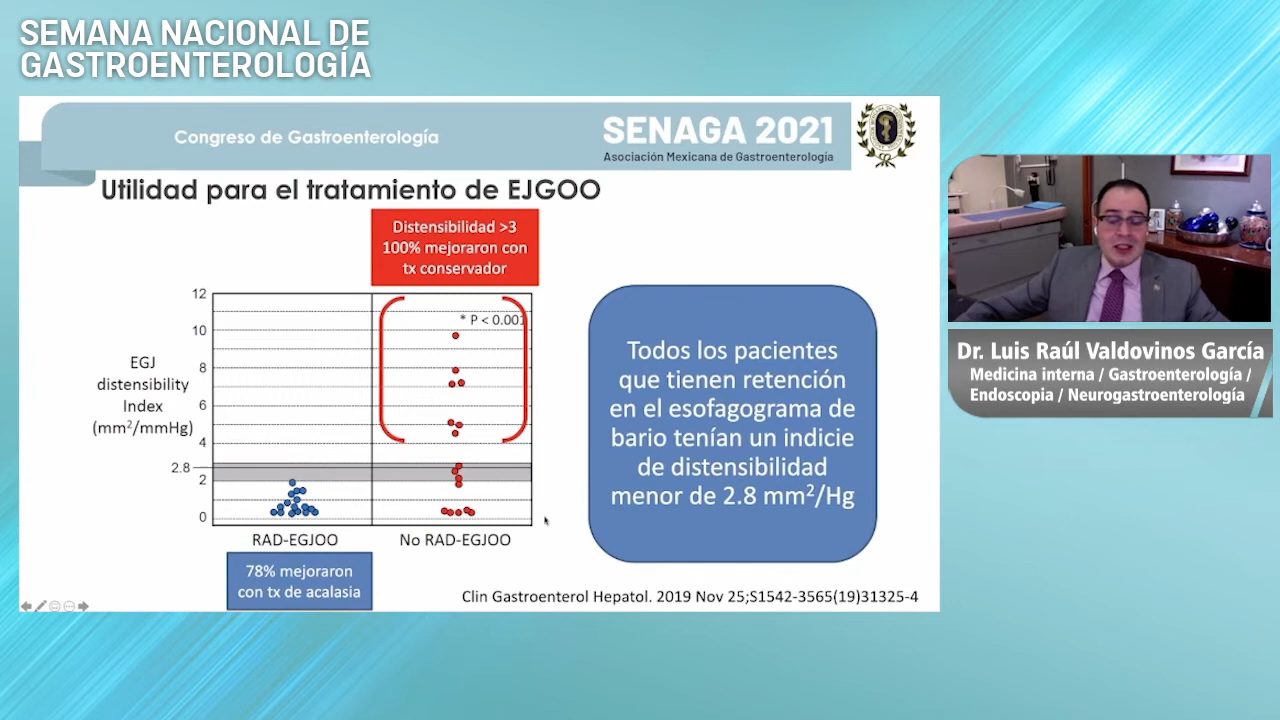 SEMANA NACIONAL DE
GASTROENTEROLOGÍA
Congreso de Gastroenterología
SENAGA 2021
Asociación Mexicana de Gastroenterología
Utilidad para el tratamiento de EJGOO
Distensibilidad >3
100% mejoraron con
tx conservador
12
10
8
6
4
2.8
2
0
EGJ
distensibility
Index
(mm²/mmHg)
* P < 0.001
RAD-EGJOO
No RAD-EGJOO
78% mejoraron
con tx de acalasia
Todos los pacientes
que tienen retención
en el esofagograma de
bario tenían un indicie
de distensibilidad
menor de 2.8 mm²/Hg
Clin Gastroenterol Hepatol. 2019 Nov 25;S1542-3565(19)31325-4
Dr. Luis Raúl Valdovinos García
Medicina interna / Gastroenterología /
Endoscopia / Neurogastroenterología